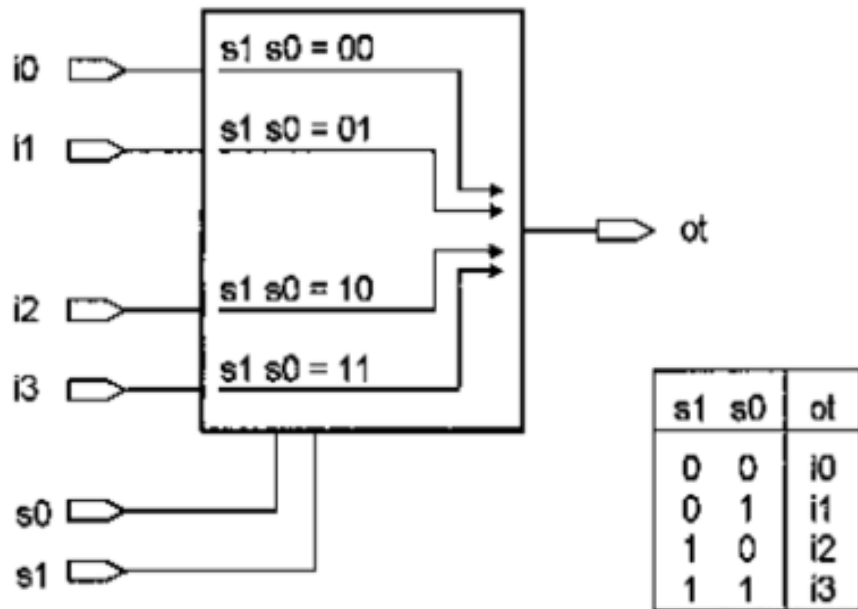 i0
s1 s0 = 00
i1
s1 s0 = 01
ot
i2
s1 s0 = 10
i3
s1 s0 = 11
s0
s1
s1 s0 ot
0 0 i0
0 1 i1
1 0 i2
1 1 i3